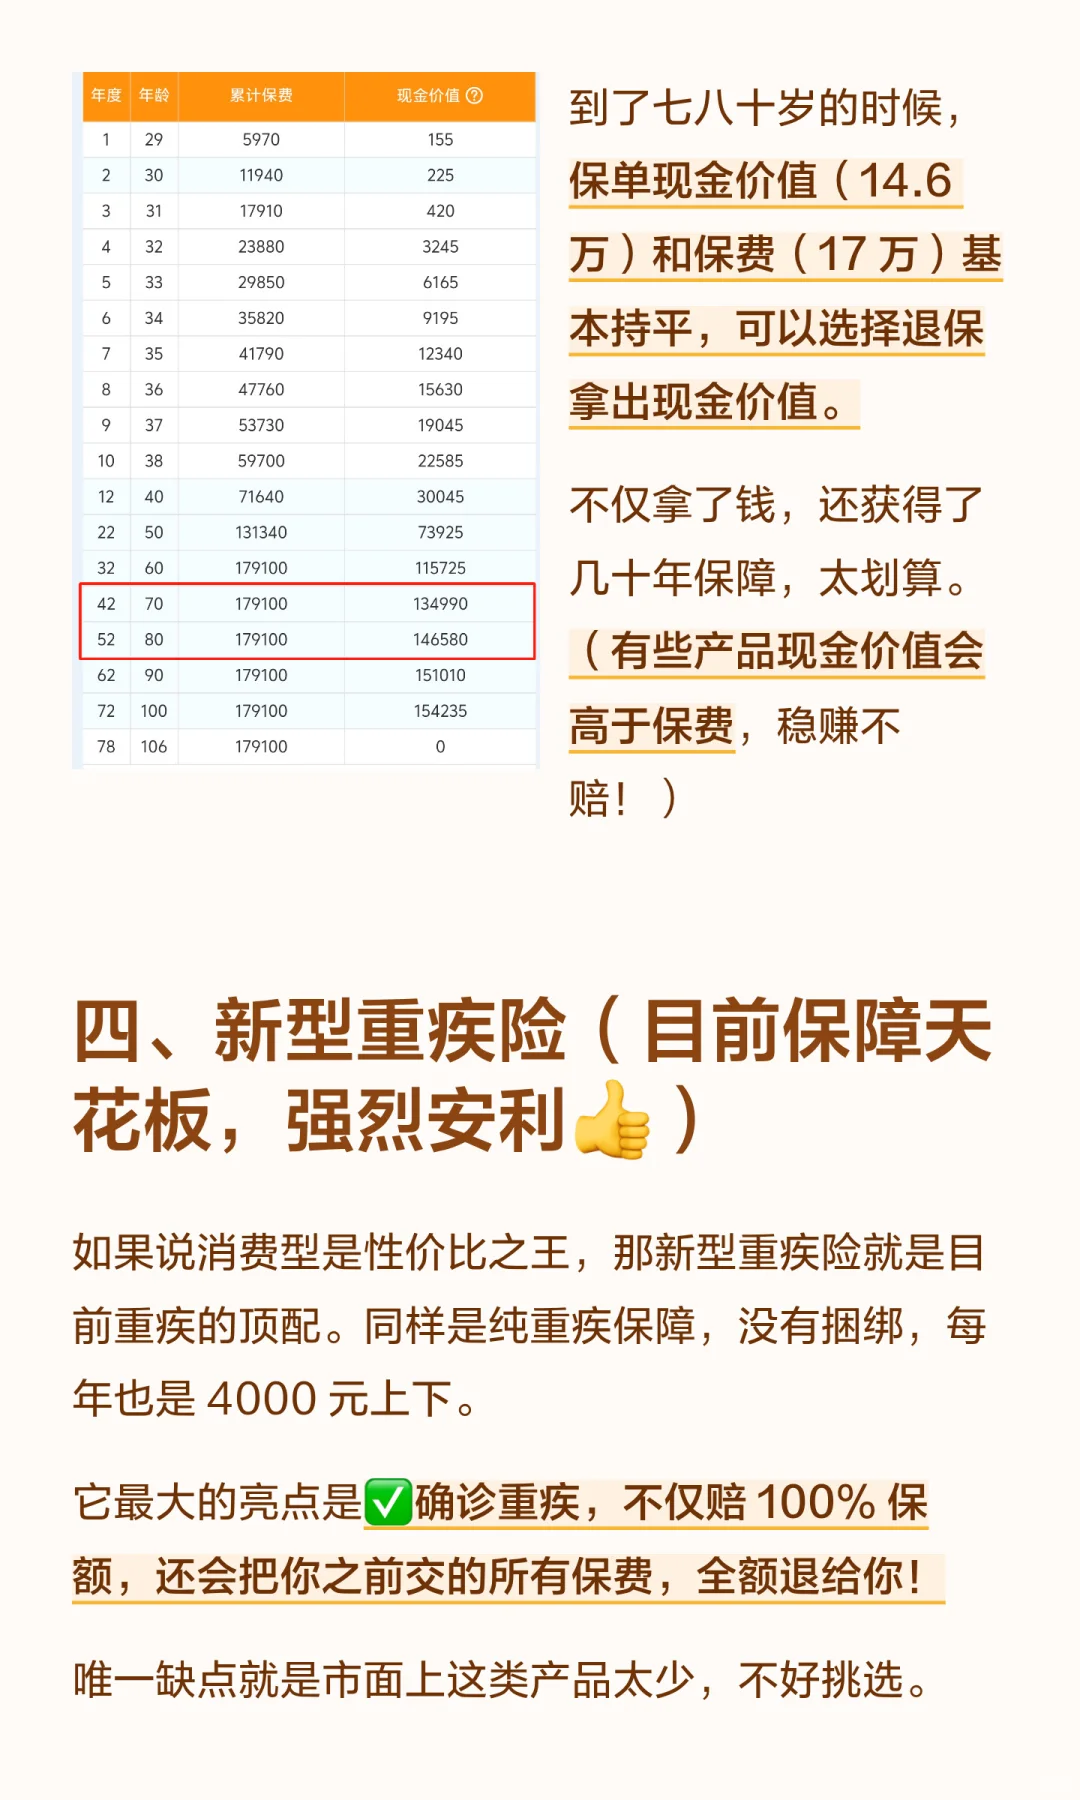 年度 年龄 累计保费 现金价值 ?
1 29 5970 155
2 30 11940 225
3 31 17910 420
4 32 23880 3245
5 33 29850 6165
6 34 35820 9195
7 35 41790 12340
8 36 47760 15630
9 37 53730 19045
10 38 59700 22585
12 40 71640 30045
22 50 131340 73925
32 60 179100 115725
42 70 179100 134990
52 80 179100 146580
62 90 179100 151010
72 100 179100 154235
78 106 179100 0
到了七八十岁的时候，
保单现金价值（14.6
万）和保费（17 万）基
本持平，可以选择退保
拿出现金价值。
不仅拿了钱，还获得了
几十年保障，太划算。
（有些产品现金价值会
高于保费，稳赚不
赔！）
四、新型重疾险（目前保障天
花板，强烈安利👍）
如果说消费型是性价比之王，那新型重疾险就是目
前重疾的顶配。同样是纯重疾保障，没有捆绑，每
年也是 4000 元上下。
它最大的亮点是✅确诊重疾，不仅赔 100% 保
额，还会把你之前交的所有保费，全额退给你！
唯一缺点就是市面上这类产品太少，不好挑选。